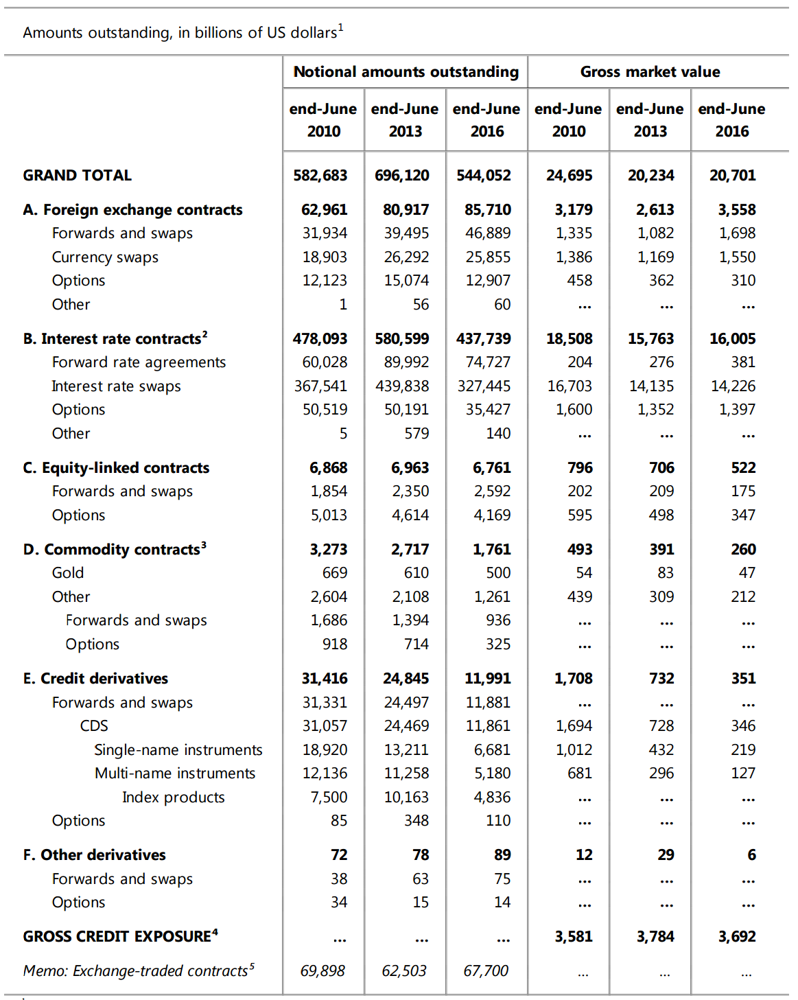 Amounts outstanding, in billions of US dollars1
Notional amounts outstanding Gross market value
end-June 2010 end-June 2013 end-June 2016 end-June 2010 end-June 2013 end-June 2016
GRAND TOTAL 582,683 696,120 544,052 24,695 20,234 20,701
A. Foreign exchange contracts 62,961 80,917 85,710 3,179 2,613 3,558
Forwards and swaps 31,934 39,495 46,889 1,335 1,082 1,698
Currency swaps 18,903 26,292 25,855 1,386 1,169 1,550
Options 12,123 15,074 12,907 458 362 310
Other 1 56 60 ... ... ...
B. Interest rate contracts2 478,093 580,599 437,739 18,508 15,763 16,005
Forward rate agreements 60,028 89,992 74,727 204 276 381
Interest rate swaps 367,541 439,838 327,445 16,703 14,135 14,226
Options 50,519 50,191 35,427 1,600 1,352 1,397
Other 5 579 140 ... ... ...
C. Equity-linked contracts 6,868 6,963 6,761 796 706 522
Forwards and swaps 1,854 2,350 2,592 202 209 175
Options 5,013 4,614 4,169 595 498 347
D. Commodity contracts3 3,273 2,717 1,761 493 391 260
Gold 669 610 500 54 83 47
Other 2,604 2,108 1,261 439 309 212
Forwards and swaps 1,686 1,394 936 ... ... ...
Options 918 714 325 ... ... ...
E. Credit derivatives 31,416 24,845 11,991 1,708 732 351
Forwards and swaps 31,331 24,497 11,881 ... ... ...
CDS 31,057 24,469 11,861 1,694 728 346
Single-name instruments 18,920 13,211 6,681 1,012 432 219
Multi-name instruments 12,136 11,258 5,180 681 296 127
Index products 7,500 10,163 4,836 ... ... ...
Options 85 348 110 ... ... ...
F. Other derivatives 72 78 89 12 29 6
Forwards and swaps 38 63 75 ... ... ...
Options 34 15 14 ... ... ...
GROSS CREDIT EXPOSURE4 ... ... ... 3,581 3,784 3,692
Memo: Exchange-traded contracts5 69,898 62,503 67,700 ... ... ...